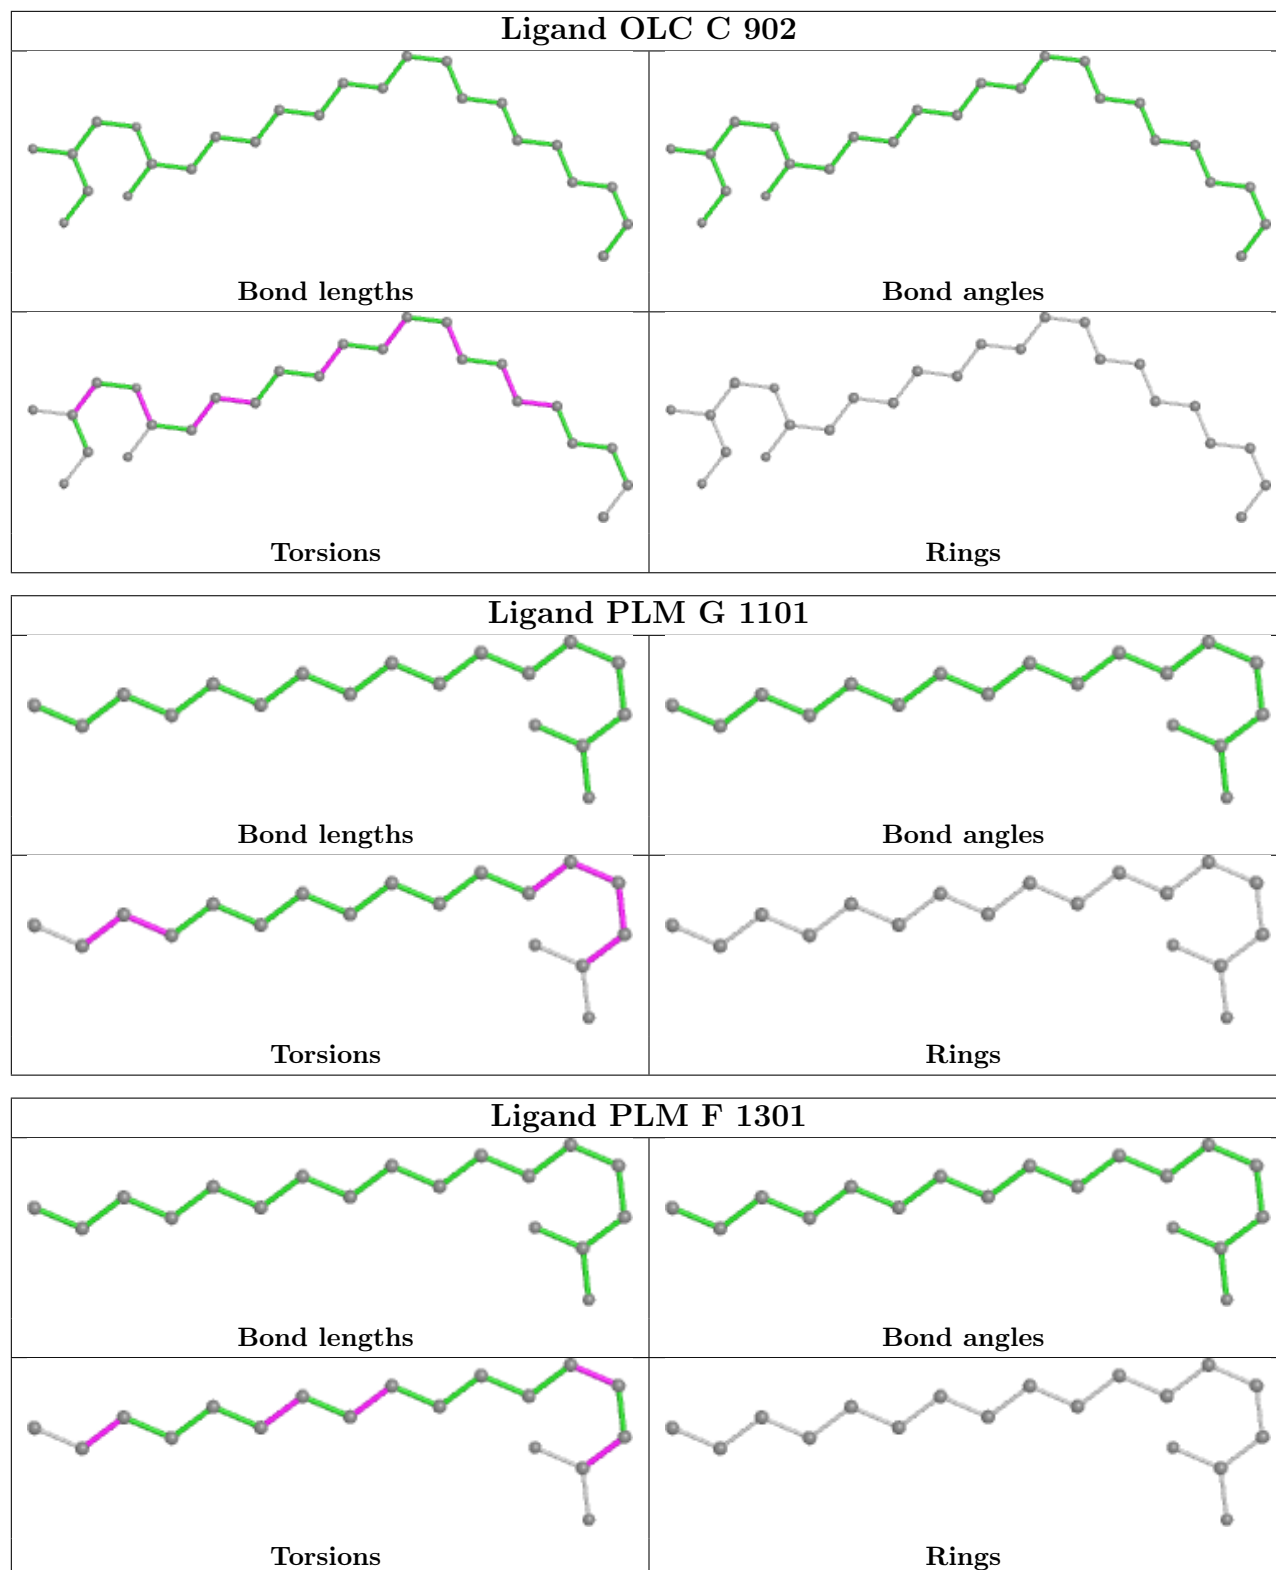 Ligand OLC C 902
Bond lengths
Bond angles
Torsions
Rings
Ligand PLM G 1101
Bond lengths
Bond angles
Torsions
Rings
Ligand PLM F 1301
Bond lengths
Bond angles
Torsions
Rings